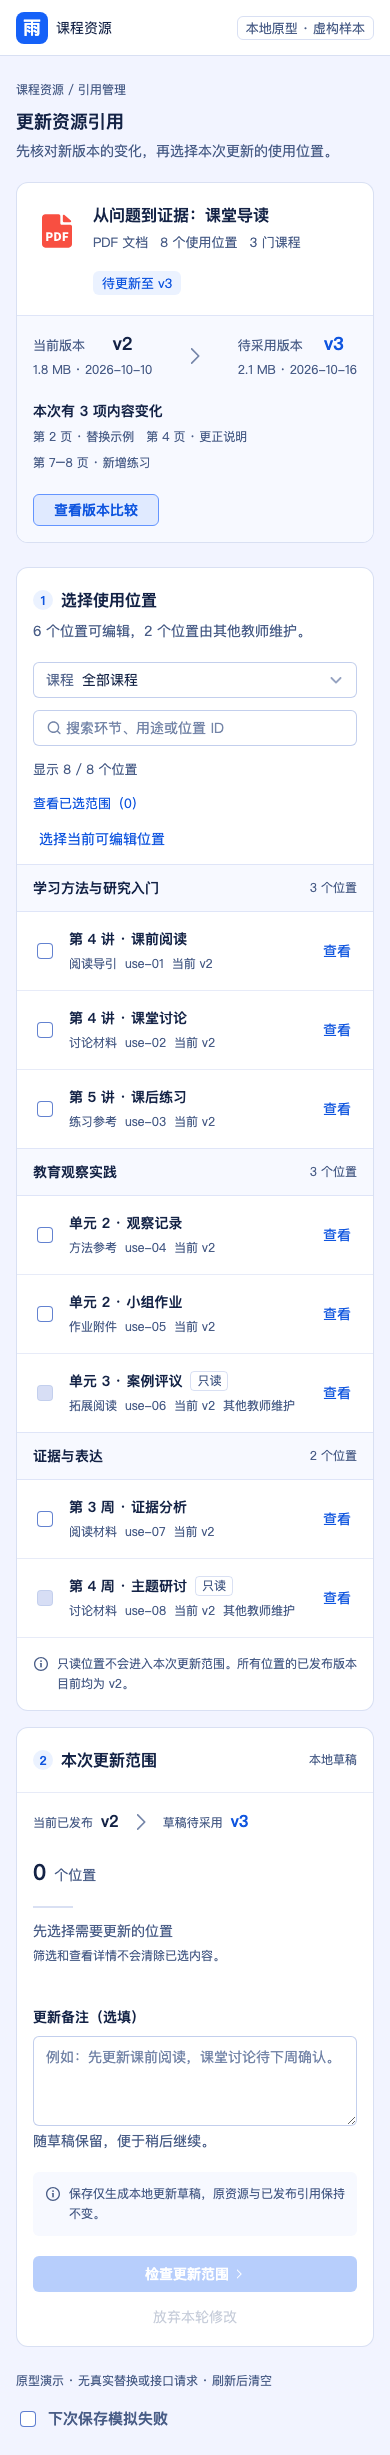 雨 课程资源 本地原型 · 虚构样本
课程资源 / 引用管理
更新资源引用
先核对新版本的变化，再选择本次更新的使用位置。
PDF
从问题到证据：课堂导读
PDF 文档 8 个使用位置 3 门课程
待更新至 v3
当前版本 v2
1.8 MB · 2026-10-10
待采用版本 v3
2.1 MB · 2026-10-16
本次有 3 项内容变化
第 2 页 · 替换示例 第 4 页 · 更正说明
第 7–8 页 · 新增练习
查看版本比较
1 选择使用位置
6 个位置可编辑，2 个位置由其他教师维护。
课程 全部课程
搜索环节、用途或位置 ID
显示 8 / 8 个位置
查看已选范围（0）
选择当前可编辑位置
学习方法与研究入门 3 个位置
第 4 讲 · 课前阅读
阅读导引 use-01 当前 v2
查看
第 4 讲 · 课堂讨论
讨论材料 use-02 当前 v2
查看
第 5 讲 · 课后练习
练习参考 use-03 当前 v2
查看
教育观察实践 3 个位置
单元 2 · 观察记录
方法参考 use-04 当前 v2
查看
单元 2 · 小组作业
作业附件 use-05 当前 v2
查看
单元 3 · 案例评议 只读
拓展阅读 use-06 当前 v2 其他教师维护
查看
证据与表达 2 个位置
第 3 周 · 证据分析
阅读材料 use-07 当前 v2
查看
第 4 周 · 主题研讨 只读
讨论材料 use-08 当前 v2 其他教师维护
查看
只读位置不会进入本次更新范围。所有位置的已发布版本
目前均为 v2。
2 本次更新范围 本地草稿
当前已发布 v2 草稿待采用 v3
0 个位置
先选择需要更新的位置
筛选和查看详情不会清除已选内容。
更新备注（选填）
例如：先更新课前阅读，课堂讨论待下周确认。
随草稿保留，便于稍后继续。
保存仅生成本地更新草稿，原资源与已发布引用保持
不变。
检查更新范围
放弃本轮修改
原型演示 · 无真实替换或接口请求 · 刷新后清空
下次保存模拟失败